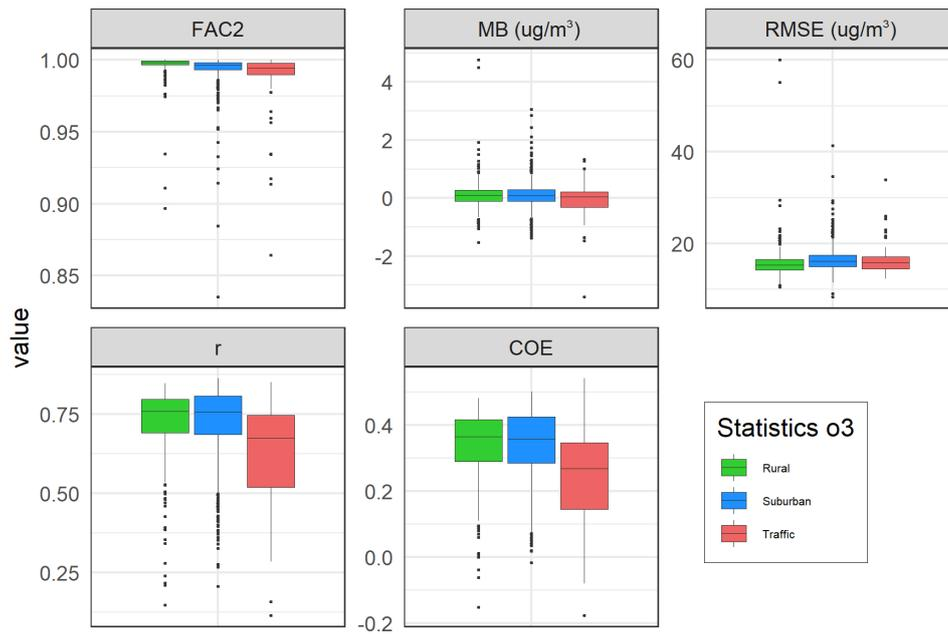 FAC2
MB (ug/m³)
RMSE (ug/m³)
1.00
0.95
0.90
0.85
4
2
0
-2
60
40
20
value
r
COE
0.75
0.50
0.25
0.4
0.2
0.0
-0.2
Statistics o3
Rural
Suburban
Traffic